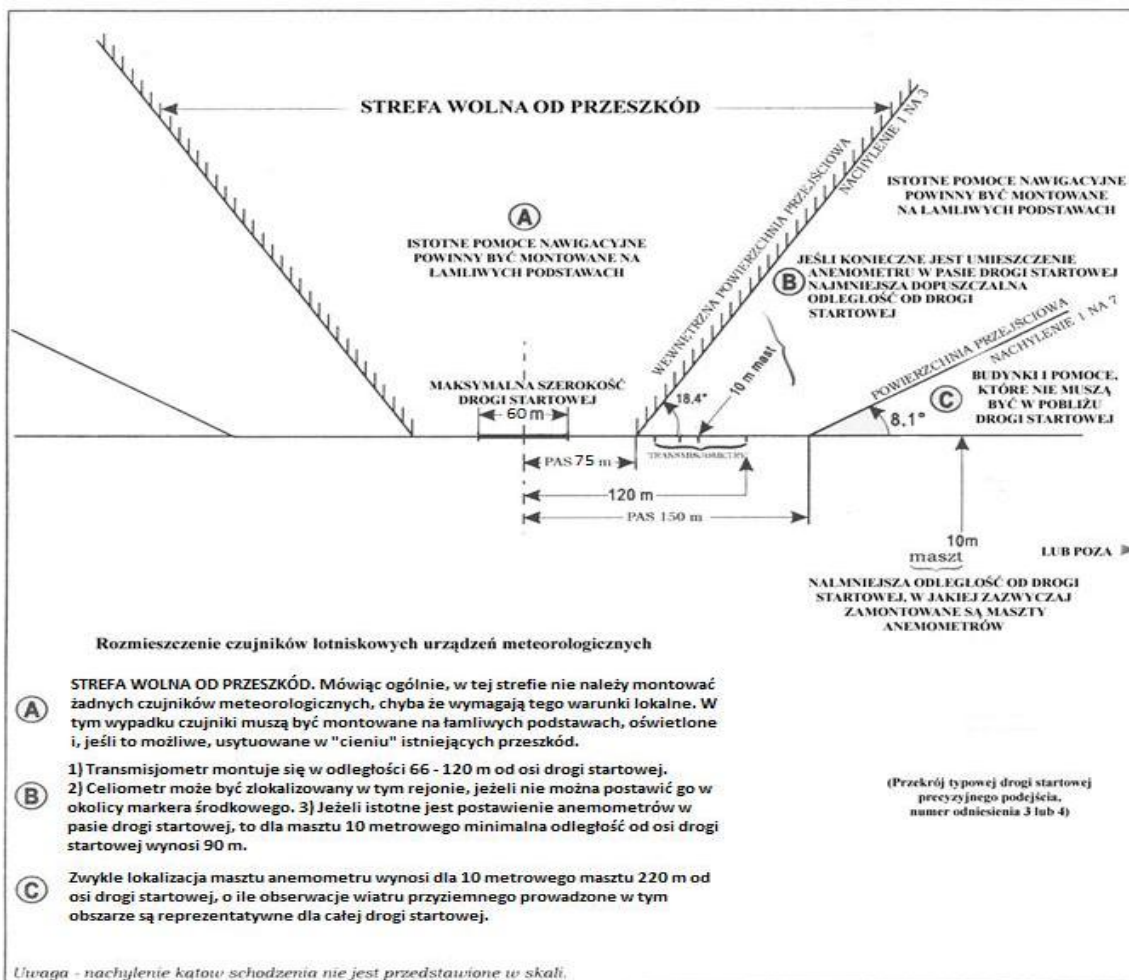 STREFA WOLNA OD PRZESZKÓD
WEWNĘTRZNA POWIERZCHNIA PRZEJŚCIOWA
NACHYLENIE 1 NA 3
ISTOTNE POMOCE NAWIGACYJNE
POWINNY BYĆ MONTOWANE
NA ŁAMLIWYCH PODSTAWACH
A
ISTOTNE POMOCE NAWIGACYJNE
POWINNY BYĆ MONTOWANE NA
ŁAMLIWYCH PODSTAWACH
B
JEŚLI KONIECZNE JEST UMIESZCZENIE
ANEMOMETRU W PASIE DROGI STARTOWEJ
NAJMNIEJSZA DOPUSZCZALNA
ODLEGŁOŚĆ OD DROGI
STARTOWEJ
POWIERZCHNIA PRZEJŚCIOWA
NACHYLENIE 1 NA 7
10 m mast
MAKSYMALNA SZEROKOŚĆ
DROGI STARTOWEJ
60 m
18,4°
C
BUDYNKI I POMOCE,
KTÓRE NIE MUSZĄ
BYĆ W POBLIŻU
DROGI STARTOWEJ
8.1°
TRANSMISJOMETRY
PAS 75 m
120 m
PAS 150 m
10m
maszt
LUB POZA
NALMNIEJSZA ODLEGŁOŚĆ OD DROGI
STARTOWEJ, W JAKIEJ ZAZWYCZAJ
ZAMONTOWANE SĄ MASZTY
ANEMOMETRÓW
Rozmieszczenie czujników lotniskowych urządzeń meteorologicznych
A
STREFA WOLNA OD PRZESZKÓD. Mówiąc ogólnie, w tej strefie nie należy montować
żadnych czujników meteorologicznych, chyba że wymagają tego warunki lokalne. W
tym wypadku czujniki muszą być montowane na łamliwych podstawach, oświetlone
i, jeśli to możliwe, usytuowane w "cieniu" istniejących przeszkód.
B
1) Transmisjometr montuje się w odległości 66 - 120 m od osi drogi startowej.
2) Celiometr może być zlokalizowany w tym rejonie, jeżeli nie można postawić go w
okolicy markera środkowego. 3) Jeżeli istotne jest postawienie anemometrów w
pasie drogi startowej, to dla masztu 10 metrowego minimalna odległość od osi drogi
startowej wynosi 90 m.
(Przekrój typowej drogi startowej
precyzyjnego podejścia,
numer odniesienia 3 lub 4)
C
Zwykle lokalizacja masztu anemometru wynosi dla 10 metrowego masztu 220 m od
osi drogi startowej, o ile obserwacje wiatru przyziemnego prowadzone w tym
obszarze są reprezentatywne dla całej drogi startowej.
Uwaga - nachylenie kątow schodzenia nie jest przedstawione w skali.